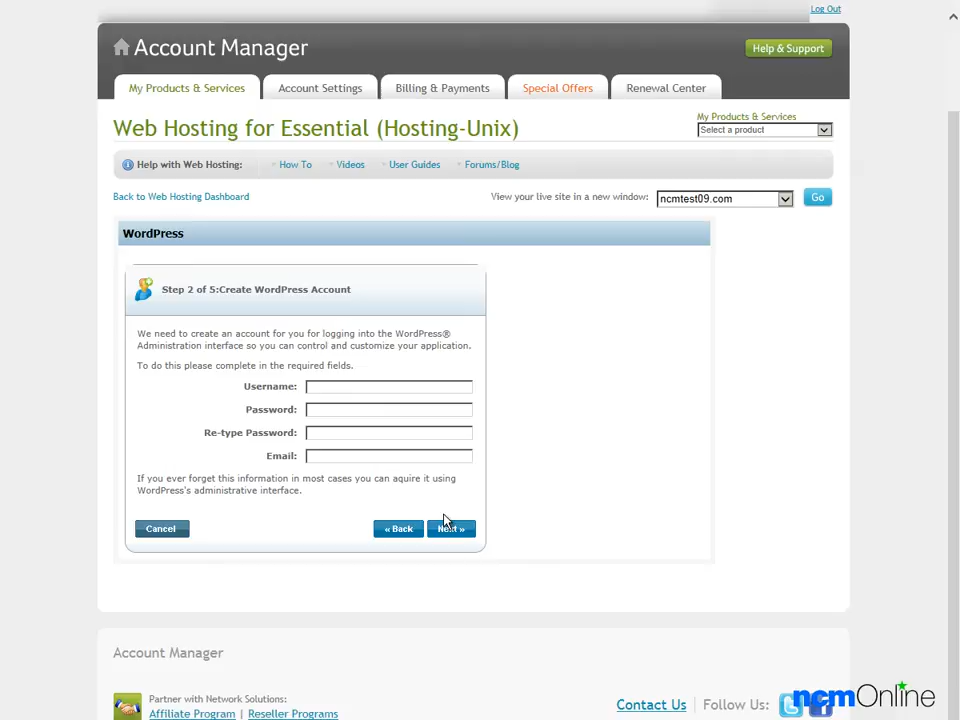 Log Out
Account Manager
Help & Support
My Products & Services
Account Settings
Billing & Payments
Special Offers
Renewal Center
Web Hosting for Essential (Hosting-Unix)
My Products & Services
Select a product
Help with Web Hosting:
How To
Videos
User Guides
Forums/Blog
Back to Web Hosting Dashboard
View your live site in a new window:
ncmtest09.com
Go
WordPress
Step 2 of 5:Create WordPress Account
We need to create an account for you for logging into the WordPress®
Administration interface so you can control and customize your application.
To do this please complete in the required fields.
Username:
Password:
Re-type Password:
Email:
If you ever forget this information in most cases you can aquire it using
WordPress's administrative interface.
Cancel
« Back
Next »
Account Manager
Partner with Network Solutions:
Affiliate Program | Reseller Programs
Contact Us
Follow Us:
ncmOnline